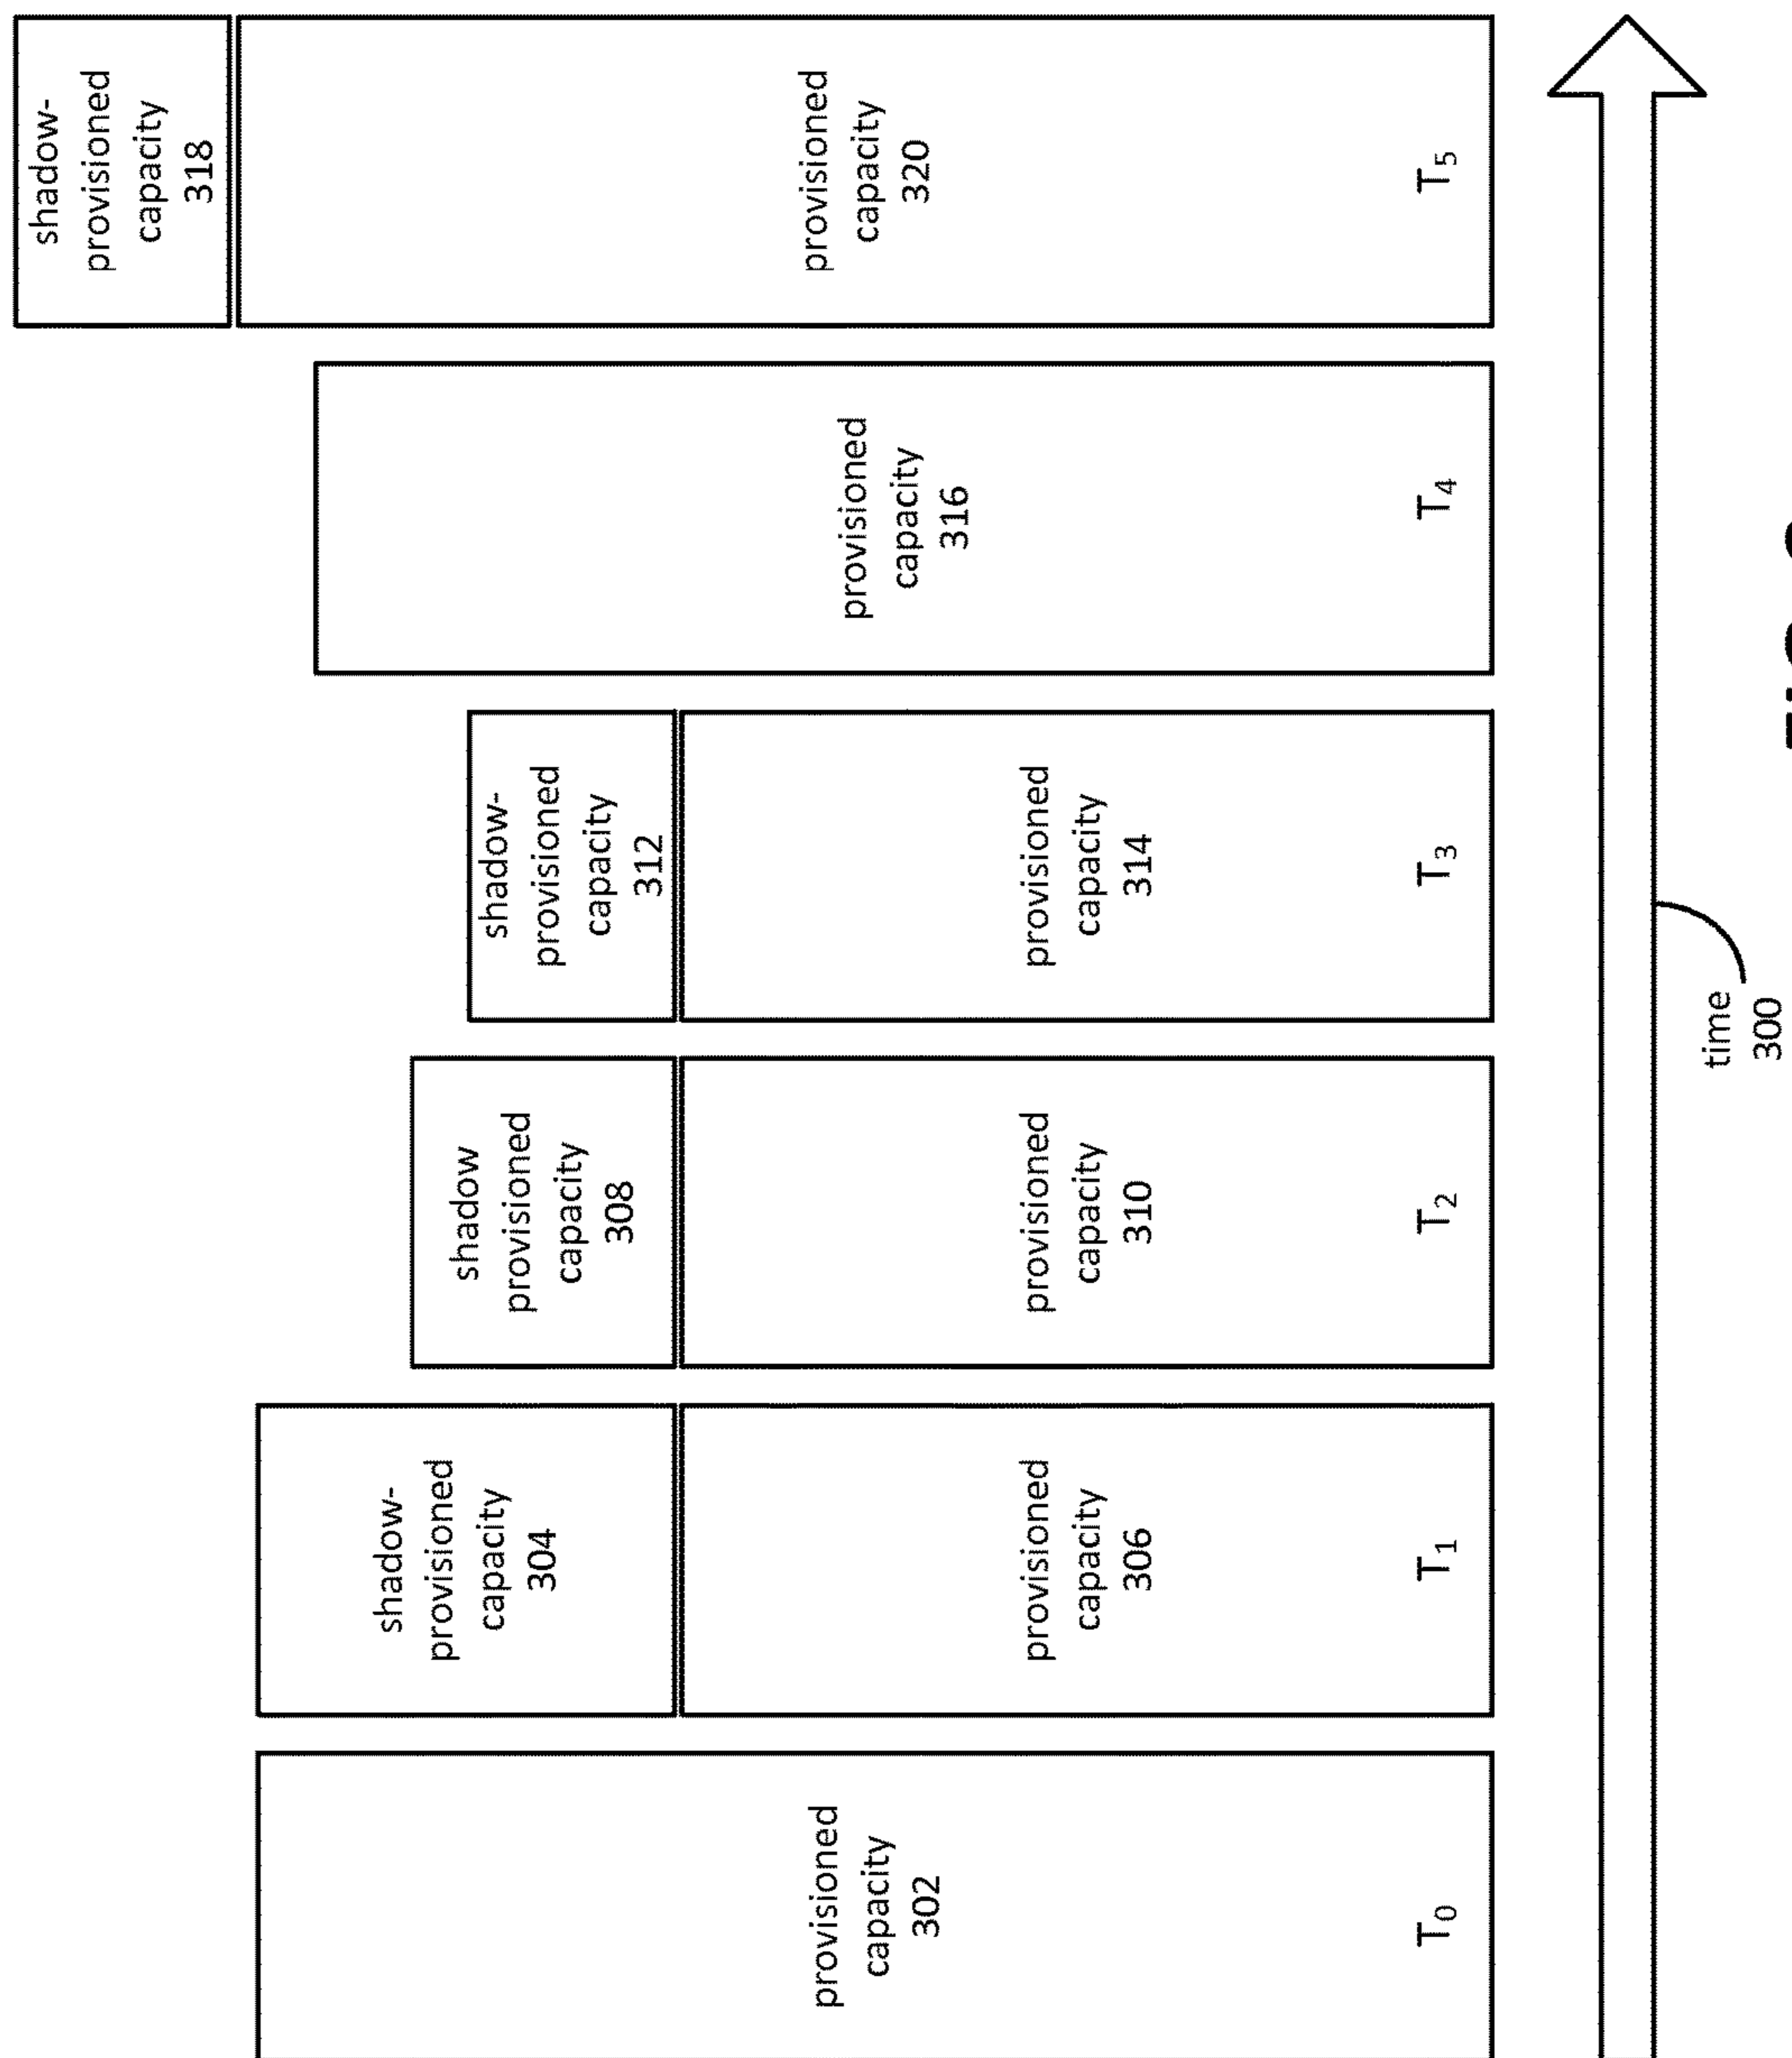 provisioned
capacity
302
T₀
shadow-
provisioned
capacity
304
provisioned
capacity
306
T₁
shadow
provisioned
capacity
308
provisioned
capacity
310
T₂
shadow-
provisioned
capacity
312
provisioned
capacity
314
T₃
provisioned
capacity
316
T₄
shadow-
provisioned
capacity
318
provisioned
capacity
320
T₅
time
300